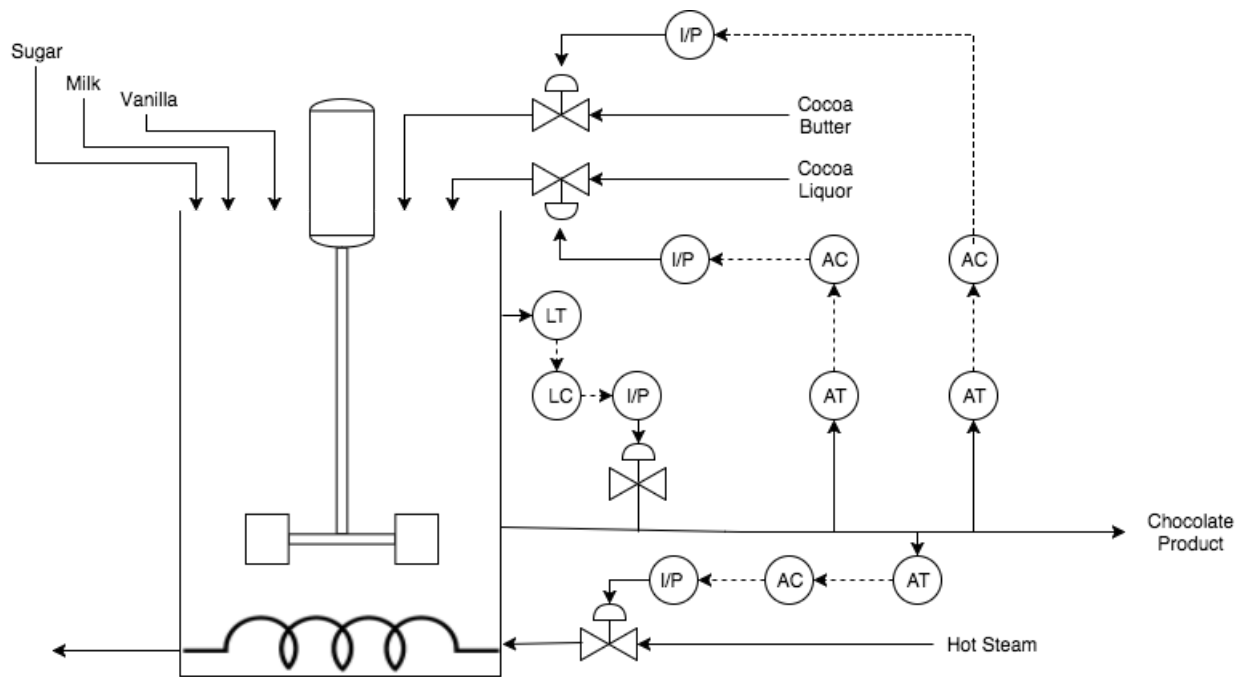 I/P
Sugar
Milk
Vanilla
Cocoa
Butter
Cocoa
Liquor
I/P
AC
AC
LT
LC
I/P
AT
AT
Chocolate
Product
I/P
AC
AT
Hot Steam